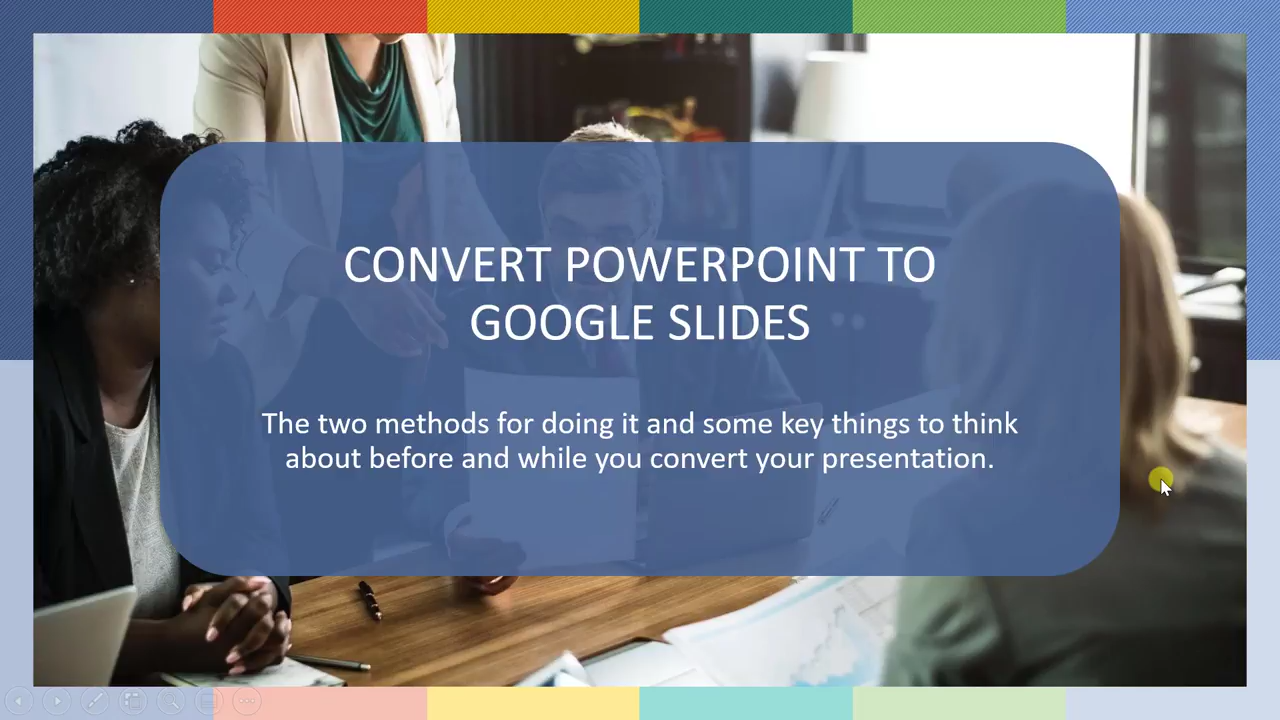 CONVERT POWERPOINT TO
GOOGLE SLIDES
The two methods for doing it and some key things to think
about before and while you convert your presentation.